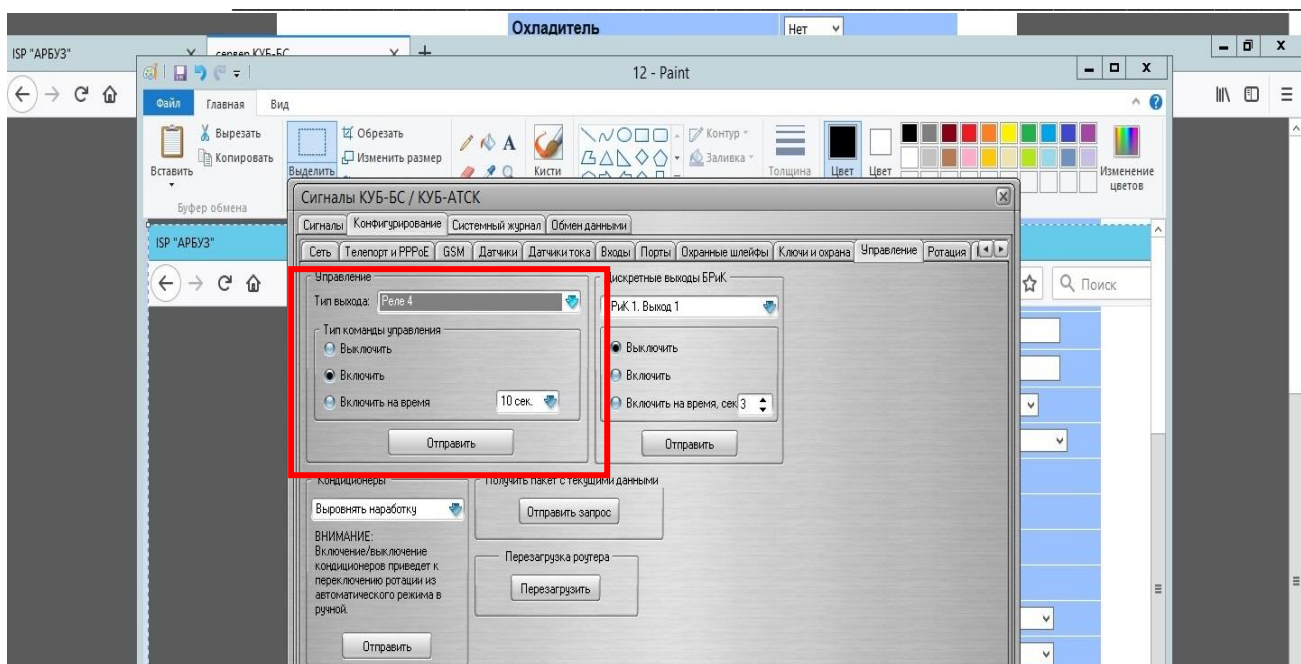 Охладитель
Нет
ISP "АРБУЗ"
сервер КУБ-БС
12 - Paint
Файл Главная Вид
Вырезать
Копировать
Вставить
Буфер обмена
Обрезать
Изменить размер
Выделить
Кисти
Контур
Заливка
Толщина
Цвет
Цвет
Изменение цветов
Сигналы КУБ-БС / КУБ-АТСК
Сигналы Конфигурирование Системный журнал Обмен данными
ISP "АРБУЗ"
Сеть Телепорт и PPPoE GSM Датчики Датчики тока Входы Порты Охранные шлейфы Ключи и охрана Управление Ротация
Поиск
Управление
Тип выхода: Реле 4
Тип команды управления
Выключить
Включить
Включить на время 10 сек.
Отправить
Дискретные выходы БРиК
БРиК 1. Выход 1
Выключить
Включить
Включить на время, сек 3
Отправить
Кондиционеры
Выровнять наработку
ВНИМАНИЕ:
Включение/выключение
кондиционеров приведет к
переключению ротации из
автоматического режима в
ручной.
Отправить
Получить пакет с текущими данными
Отправить запрос
Перезагрузка роутера
Перезагрузить